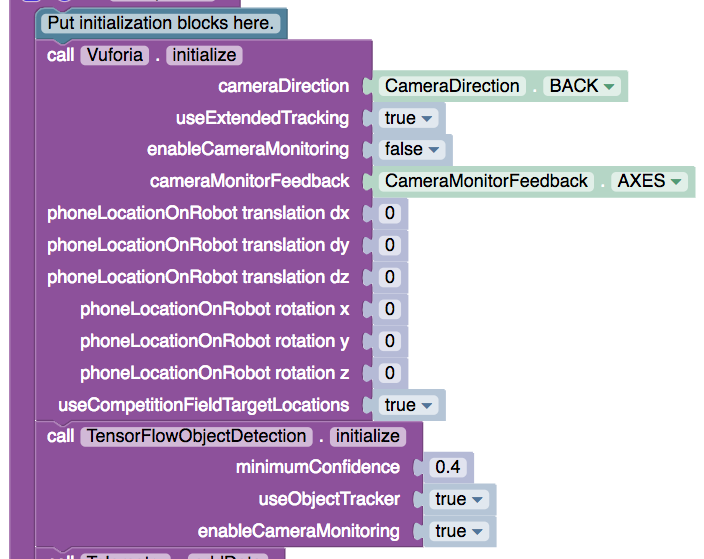 Put initialization blocks here.
call Vuforia . initialize
cameraDirection CameraDirection . BACK
useExtendedTracking true
enableCameraMonitoring false
cameraMonitorFeedback CameraMonitorFeedback . AXES
phoneLocationOnRobot translation dx 0
phoneLocationOnRobot translation dy 0
phoneLocationOnRobot translation dz 0
phoneLocationOnRobot rotation x 0
phoneLocationOnRobot rotation y 0
phoneLocationOnRobot rotation z 0
useCompetitionFieldTargetLocations true
call TensorFlowObjectDetection . initialize
minimumConfidence 0.4
useObjectTracker true
enableCameraMonitoring true